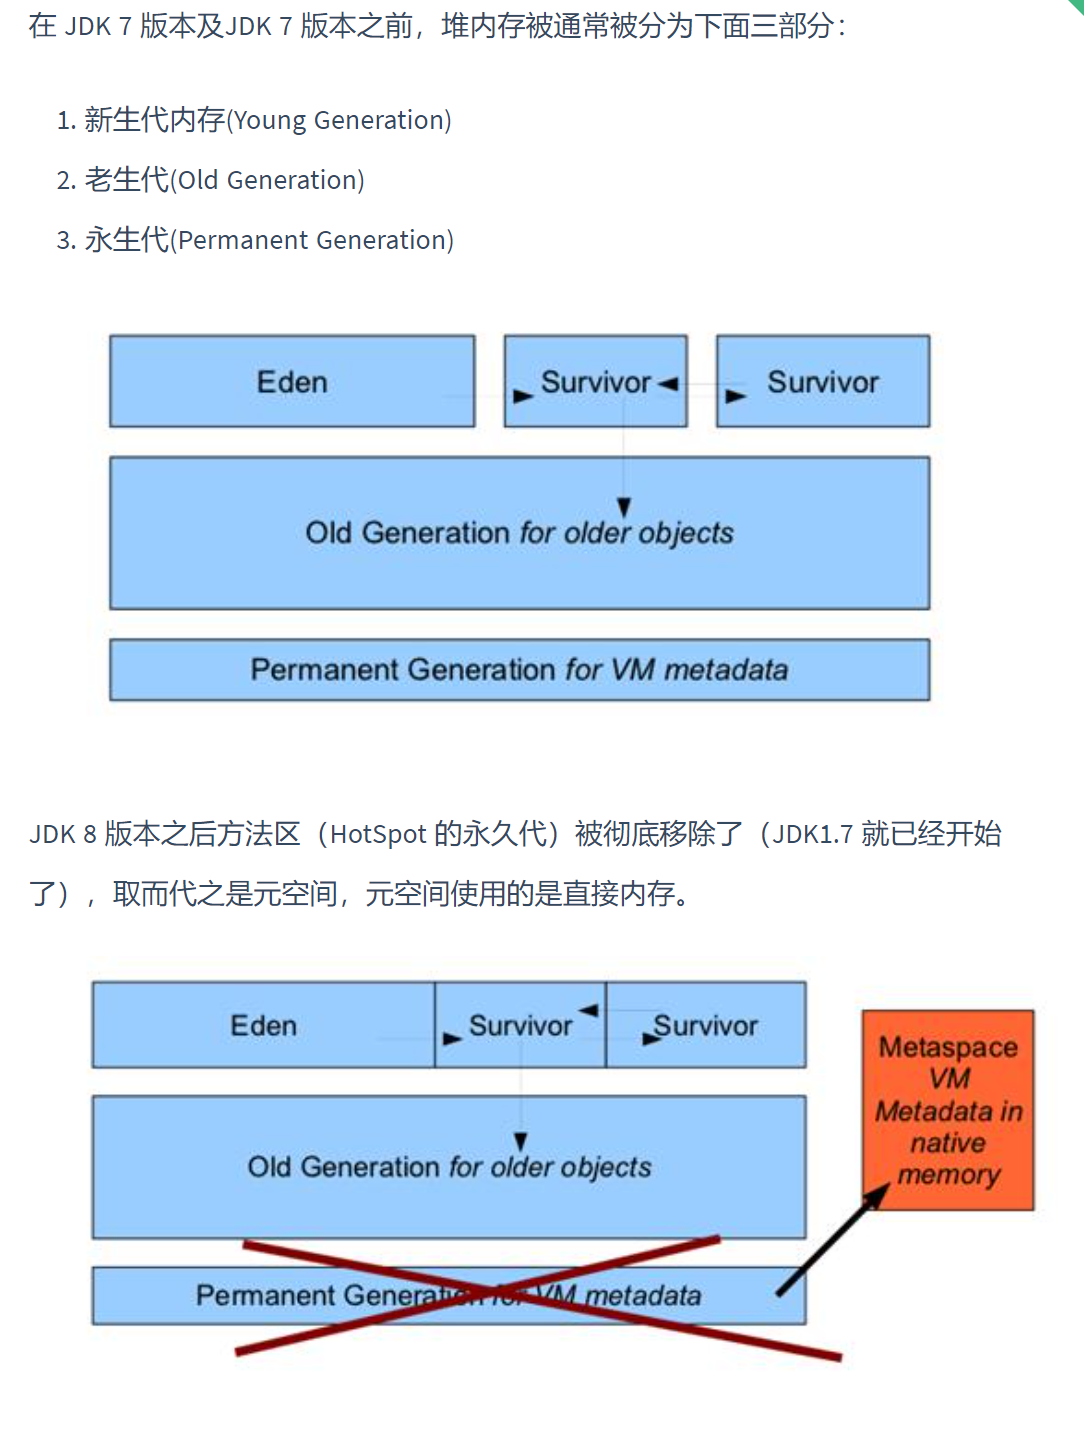 在 JDK 7 版本及JDK 7 版本之前，堆内存被通常被分为下面三部分：
1. 新生代内存(Young Generation)
2. 老生代(Old Generation)
3. 永生代(Permanent Generation)
Eden
Survivor
Survivor
Old Generation for older objects
Permanent Generation for VM metadata
JDK 8 版本之后方法区（HotSpot 的永久代）被彻底移除了（JDK1.7 就已经开始
了），取而代之是元空间，元空间使用的是直接内存。
Eden
Survivor
Survivor
Metaspace
VM
Metadata in
native
memory
Old Generation for older objects
Permanent Generation for VM metadata